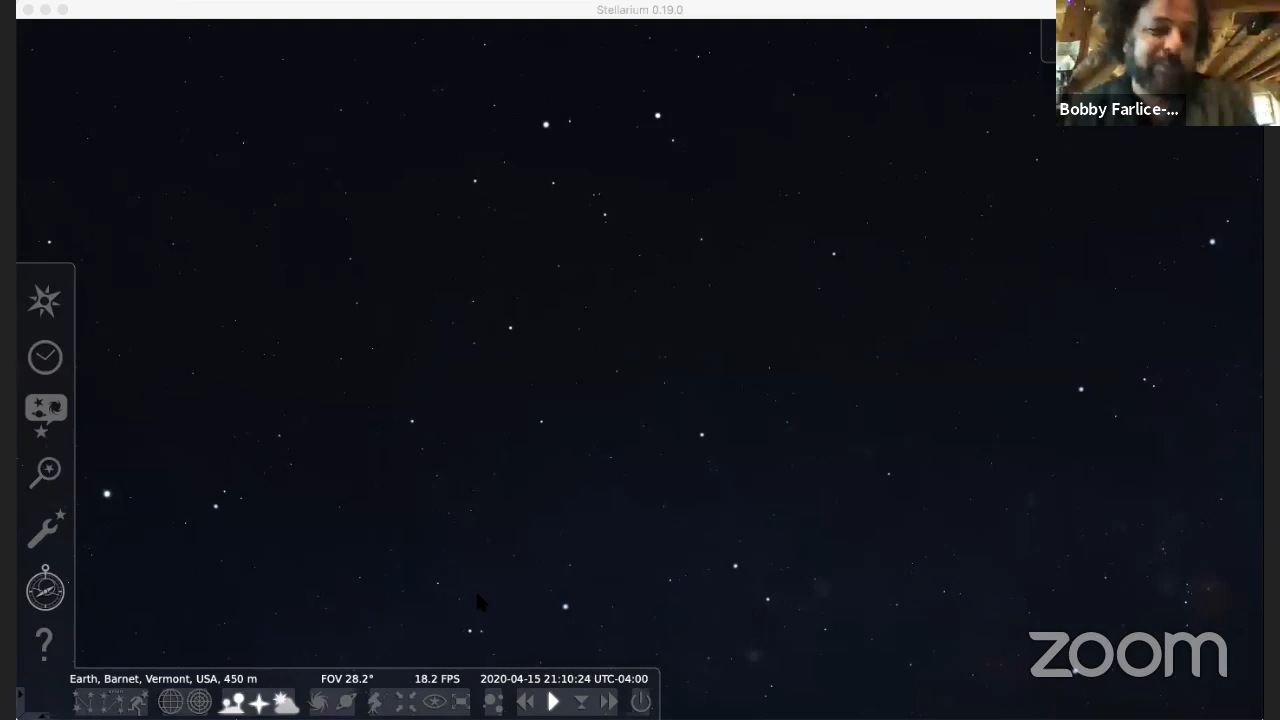 Stellarium 0.19.0
Bobby Farlice-...
Earth, Barnet, Vermont, USA, 450 m FOV 28.2° 18.2 FPS 2020-04-15 21:10:24 UTC-04:00
zoom